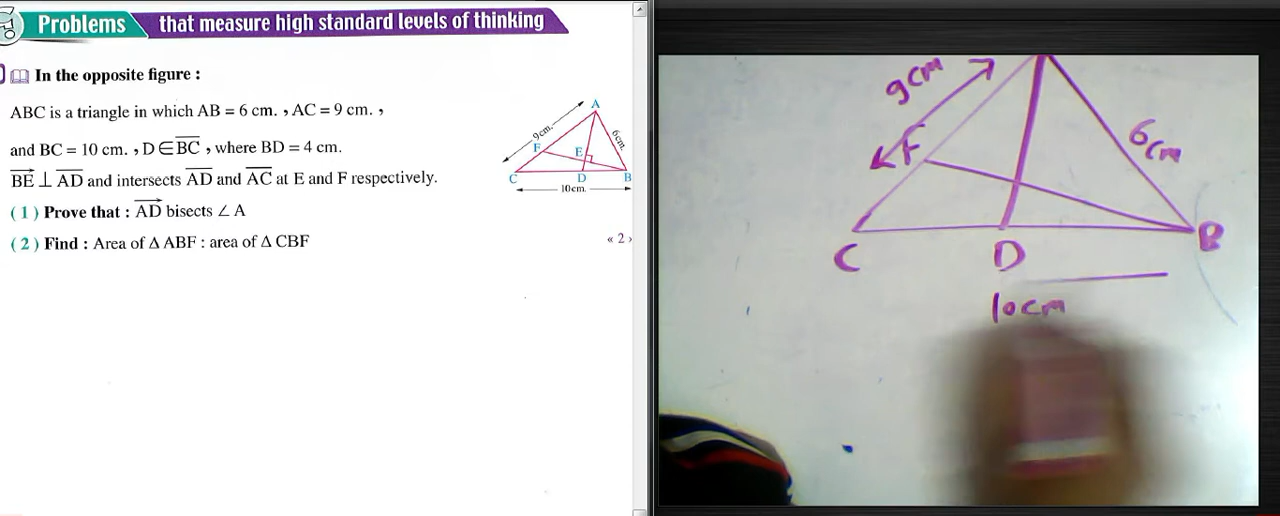 Problems that measure high standard levels of thinking
In the opposite figure :
ABC is a triangle in which AB = 6 cm. , AC = 9 cm. ,
and BC = 10 cm. , D ∈ BC , where BD = 4 cm.
BE ⊥ AD and intersects AD and AC at E and F respectively.
( 1 ) Prove that : AD bisects ∠ A
( 2 ) Find : Area of Δ ABF : area of Δ CBF
« 2 »
A
9cm.
6cm.
F
E
C
D
B
10cm.
9cm
F
6cm
C
D
B
10cm